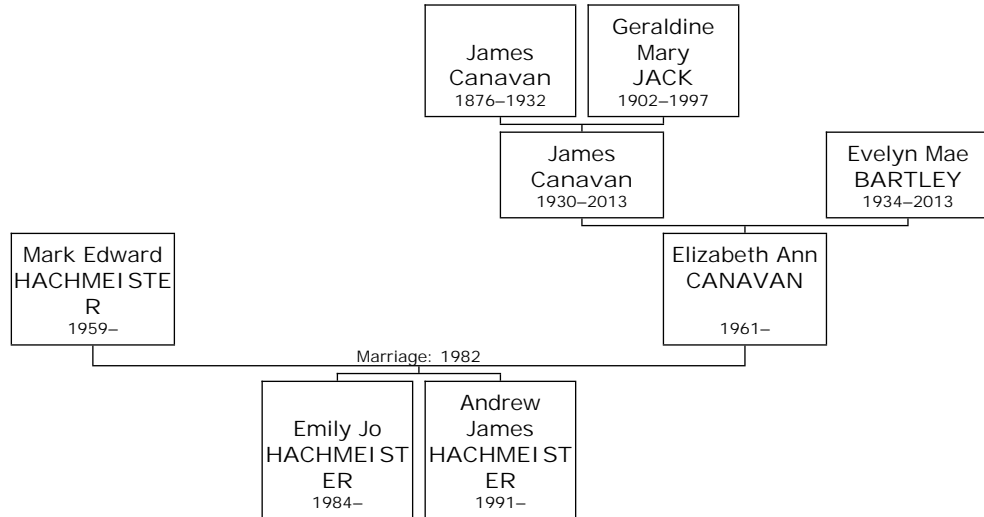 James
Canavan
1876–1932
Geraldine
Mary
JACK
1902–1997
James
Canavan
1930–2013
Evelyn Mae
BARTLEY
1934–2013
Mark Edward
HACHMEISTE
R
1959–
Elizabeth Ann
CANAVAN
1961–
Marriage: 1982
Emily Jo
HACHMEIST
ER
1984–
Andrew
James
HACHMEIST
ER
1991–